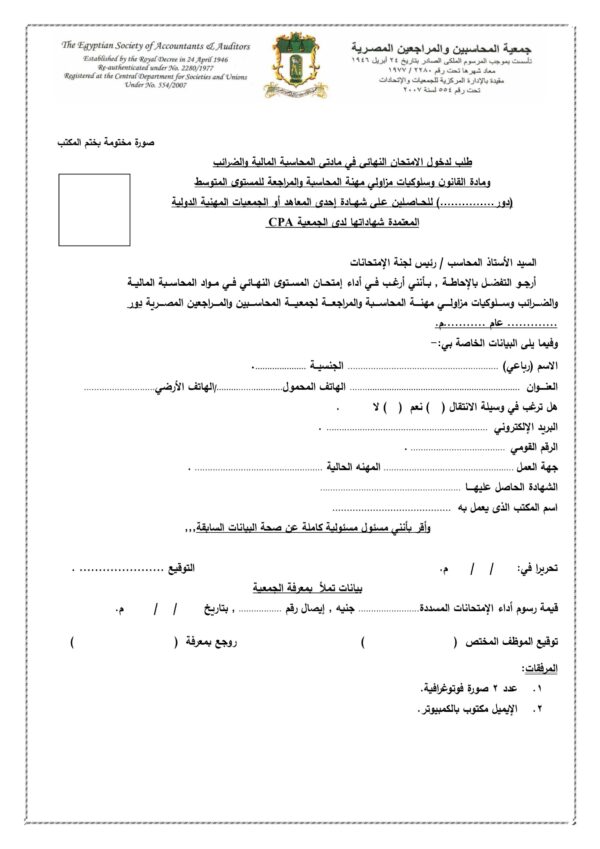 The Egyptian Society of Accountants & Auditors
Established by the Royal Decree in 24 April 1946
Re-authenticated under No. 2280/1977
Registered at the Central Department for Societies and Unions
Under No. 554/2007
جمعية المحاسبين والمراجعين المصرية
تأسست بموجب المرسوم الملكى الصادر بتاريخ ٢٤ أبريل ١٩٤٦
معاد شهرها تحت رقم ٢٢٨٠ / ١٩٧٧
مقيدة بالإدارة المركزية للجمعيات والإتحادات
تحت رقم ٥٥٤ لسنة ٢٠٠٧
صورة مختومة بختم المكتب
طلب لدخول الامتحان النهائى في مادتى المحاسبة المالية والضرائب
ومادة القانون وسلوكيات مزاولي مهنة المحاسبة والمراجعة للمستوى المتوسط
(دور ...............) للحاصلين على شهادة إحدى المعاهد أو الجمعيات المهنية الدولية
المعتمدة شهاداتها لدى الجمعية CPA
السيد الأستاذ المحاسب / رئيس لجنة الإمتحانات
أرجو التفضل بالإحاطة , بأننى أرغب في أداء إمتحان المستوى النهائى في مواد المحاسبة المالية
والضرائب وسلوكيات مزاولي مهنة المحاسبة والمراجعة لجمعية المحاسبين والمراجعين المصرية دور
............. عام ...........م.
وفيما يلى البيانات الخاصة بي:-
الاسم (رباعي) .................................................. الجنسية ..................
العنوان .......................................................... الهاتف المحمول......................./الهاتف الأرضي.........................
هل ترغب في وسيلة الانتقال ( ) نعم ( ) لا .
البريد الإلكتروني ...................................................... .
الرقم القومي ................................ .
جهة العمل ............................................ المهنه الحالية ........................................... .
الشهادة الحاصل عليها ................................................
اسم المكتب الذى يعمل به ........................................
وأقر بأنني مسئول مسئولية كاملة عن صحة البيانات السابقة,,,
تحريرا في: / / م. التوقيع ...................... .
بيانات تملأ بمعرفة الجمعية
قيمة رسوم أداء الإمتحانات المسددة..................... جنيه , إيصال رقم ............... , بتاريخ / / م.
توقيع الموظف المختص ( ) روجع بمعرفة ( )
المرفقات:
١. عدد ٢ صورة فوتوغرافية.
٢. الإيميل مكتوب بالكمبيوتر.